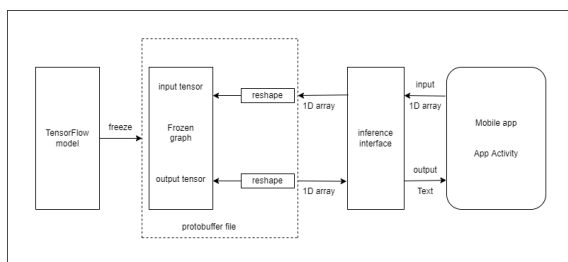 TensorFlow
model
freeze
input tensor
Frozen
graph
output tensor
reshape
reshape
protobuffer file
1D array
1D array
inference
interface
input
1D array
output
Text
Mobile app
App Activity